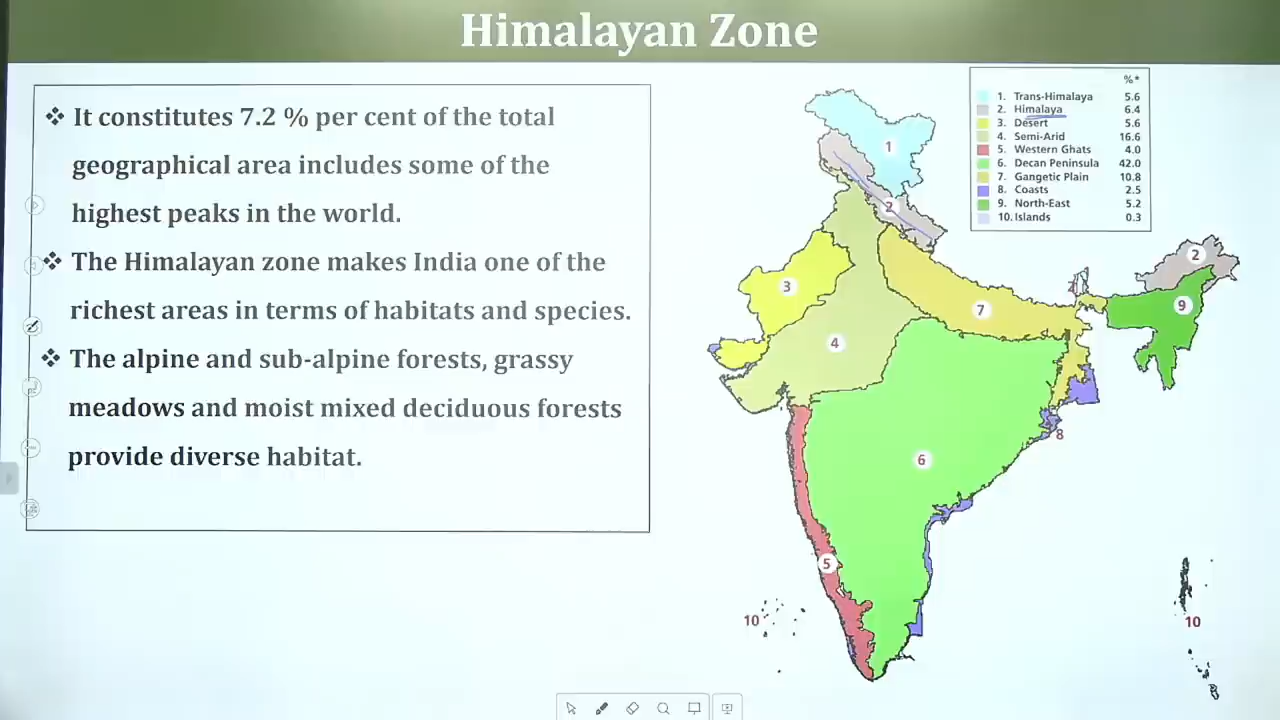 Himalayan Zone
❖ It constitutes 7.2 % per cent of the total
geographical area includes some of the
highest peaks in the world.
❖ The Himalayan zone makes India one of the
richest areas in terms of habitats and species.
❖ The alpine and sub-alpine forests, grassy
meadows and moist mixed deciduous forests
provide diverse habitat.
%*
1. Trans-Himalaya 5.6
2. Himalaya 6.4
3. Desert 5.6
4. Semi-Arid 16.6
5. Western Ghats 4.0
6. Decan Peninsula 42.0
7. Gangetic Plain 10.8
8. Coasts 2.5
9. North-East 5.2
10. Islands 0.3
1
2
2
3
9
7
4
8
6
5
10
10